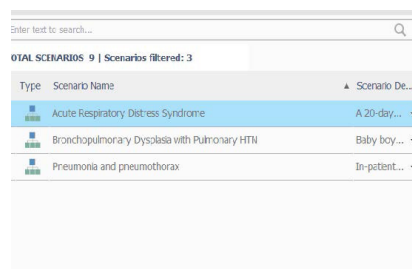 Enter text to search...
OTAL SCENARIOS 9 | Scenarios filtered: 3
Type Scenario Name ▲ Scenario De...
Acute Respiratory Distress Syndrome A 20-day...
Bronchopulmonary Dysplasia with Pulmonary HTN Baby boy...
Pneumonia and pneumothorax In-patient...